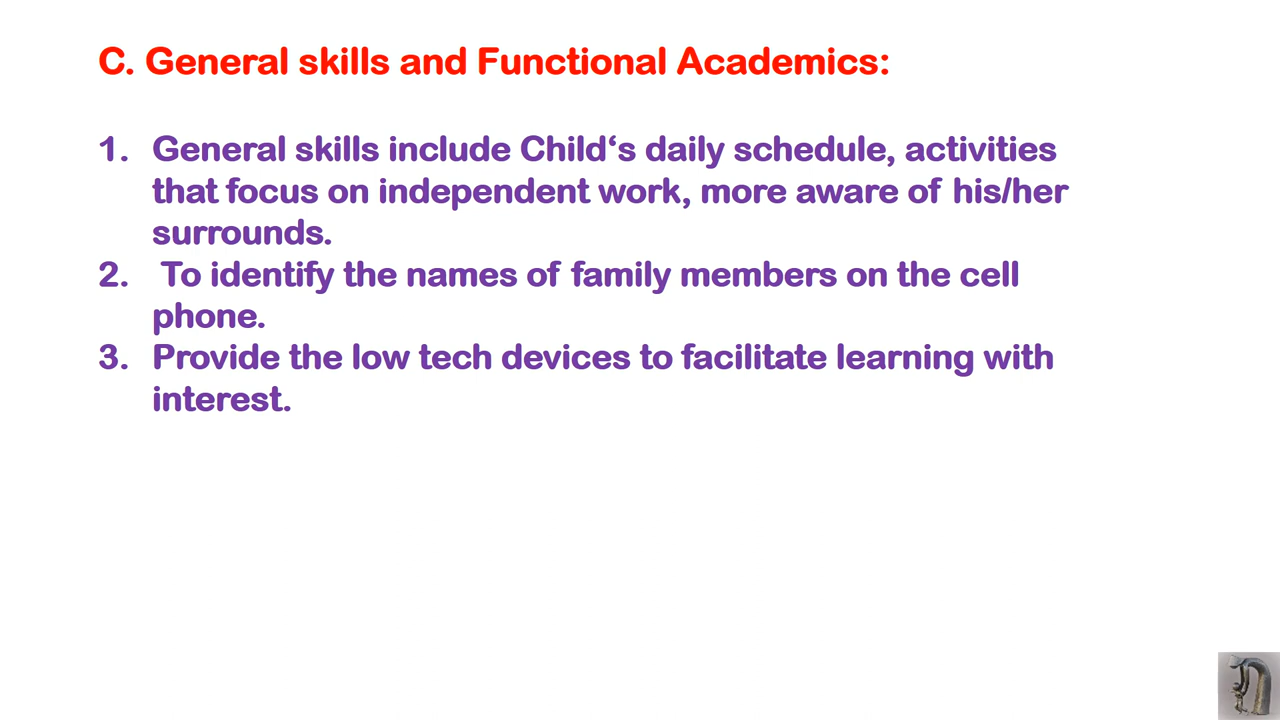 C. General skills and Functional Academics:
1. General skills include Child‘s daily schedule, activities
that focus on independent work, more aware of his/her
surrounds.
2. To identify the names of family members on the cell
phone.
3. Provide the low tech devices to facilitate learning with
interest.